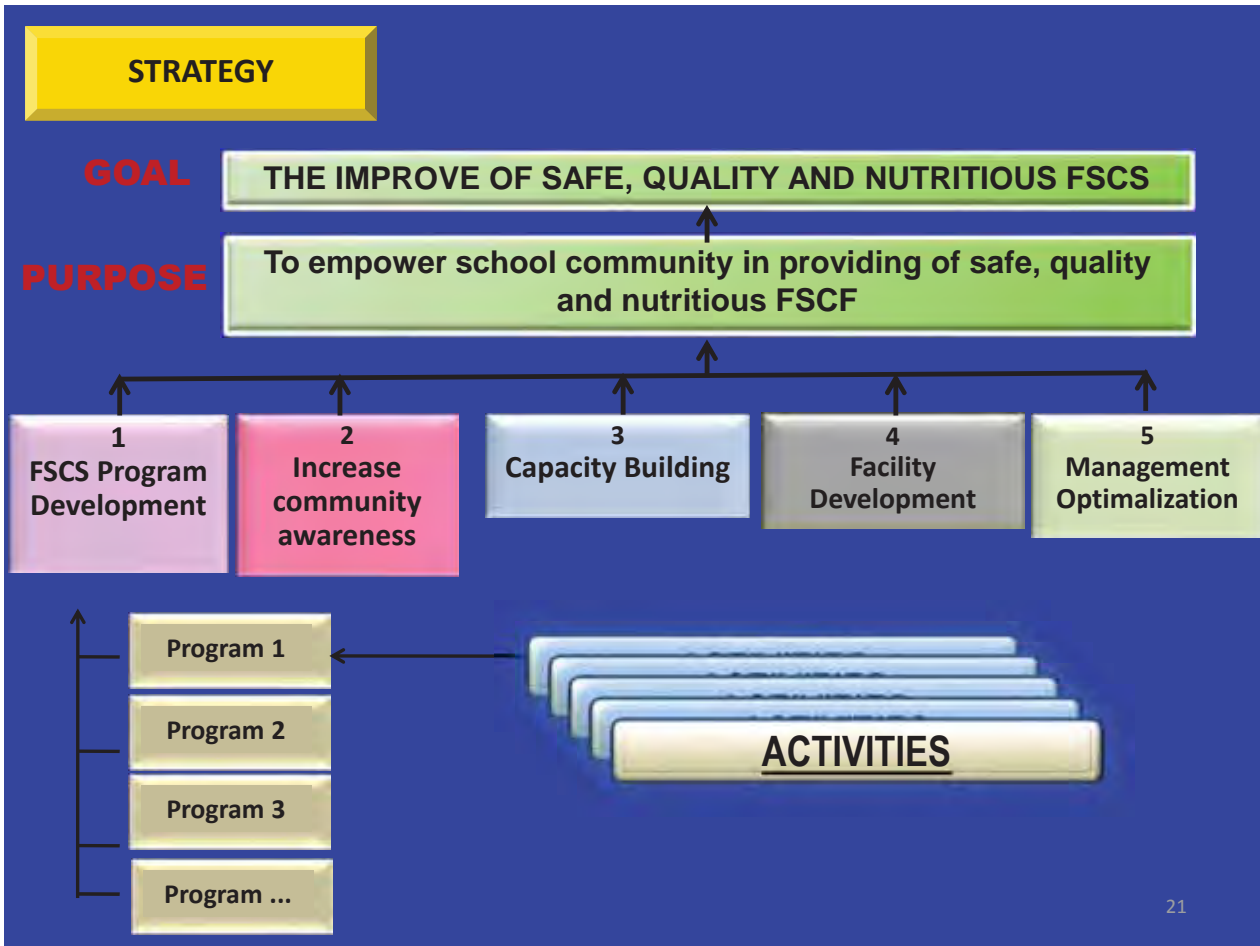 STRATEGY
GOAL
THE IMPROVE OF SAFE, QUALITY AND NUTRITIOUS FSCS
PURPOSE
To empower school community in providing of safe, quality
and nutritious FSCF
1
FSCS Program
Development
2
Increase
community
awareness
3
Capacity Building
4
Facility
Development
5
Management
Optimalization
Program 1
Program 2
Program 3
Program ...
ACTIVITIES
21